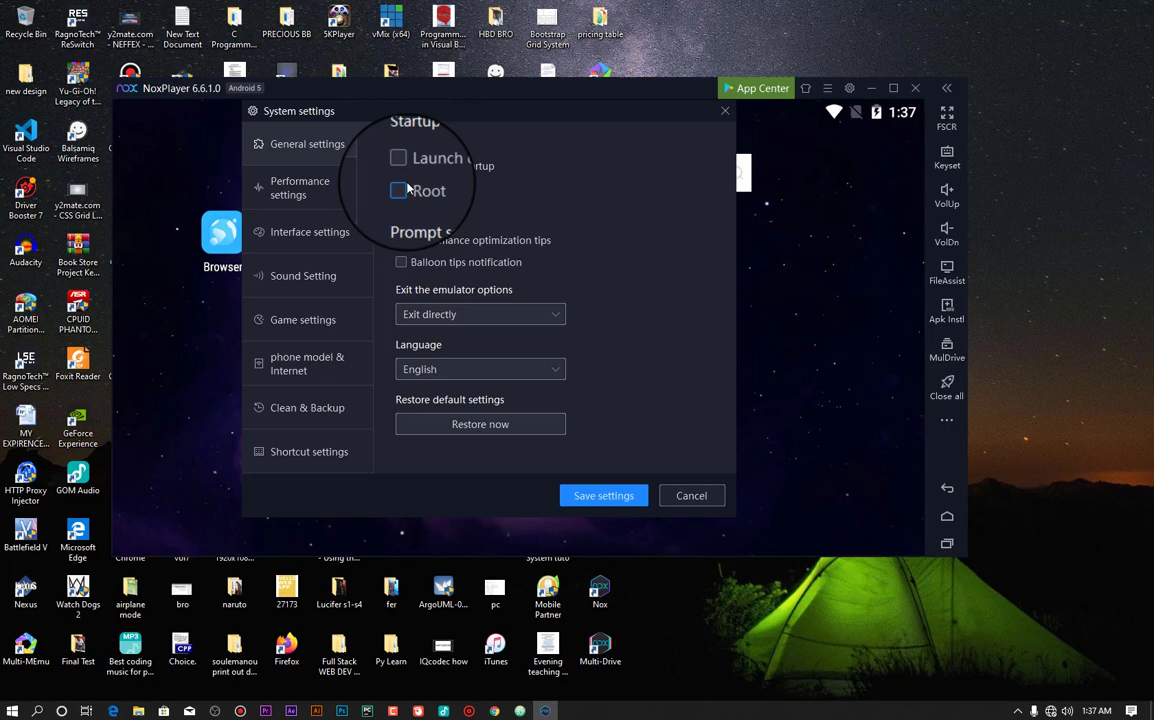 Recycle Bin
RagnoTech™ ReSwitch
y2mate.com - NEFFEX - ...
New Text Document
C Programm...
PRECIOUS BB
5KPlayer
vMix (x64)
Programm... in Visual B...
HBD BRO
Bootstrap Grid System
pricing table
new design
Yu-Gi-Oh! Legacy of t...
nox NoxPlayer 6.6.1.0 Android 5
App Center
System settings
1:37
FSCR
General settings
Startup
Launch
rtup
Root
Performance settings
Keyset
VolUp
Prompt s
Interface settings
mance optimization tips
VolDn
Balloon tips notification
Sound Setting
FileAssist
Exit the emulator options
Exit directly
Game settings
Apk Instl
Language
English
phone model & Internet
MulDrive
Restore default settings
Restore now
Clean & Backup
Close all
Shortcut settings
Save settings
Cancel
Browser
Visual Studio Code
Balsamiq Wireframes
Driver Booster 7
y2mate.com - CSS Grid L...
Audacity
Book Store Project Ke...
AOMEI Partition...
CPUID PHANTO...
RagnoTech™ Low Specs ...
Foxit Reader
MY EXPIRENCE...
GeForce Experience
HTTP Proxy Injector
GOM Audio
Battlefield V
Microsoft Edge
Chrome
- Using the...
System tuto
Nexus
Watch Dogs 2
airplane mode
bro
naruto
27173
Lucifer s1-s4
fer
ArgoUML-0...
pc
Mobile Partner
Nox
Multi-MEmu
Final Test
Best coding music for p...
Choice.
soulemanou print out d...
Firefox
Full Stack WEB DEV ...
Py Learn
IQcodec how
iTunes
Evening teaching ...
Multi-Drive
1:37 AM